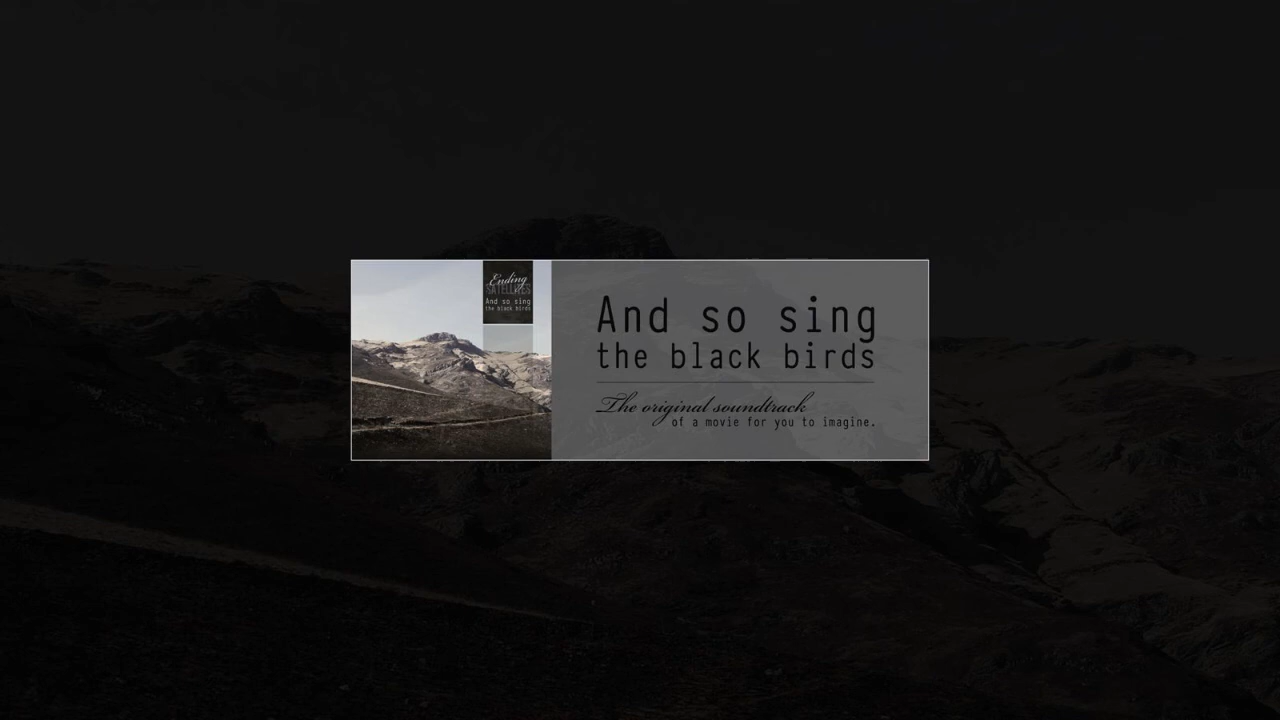 Ending
SATELLITES
And so sing
the black birds
And so sing
the black birds
The original soundtrack
of a movie for you to imagine.